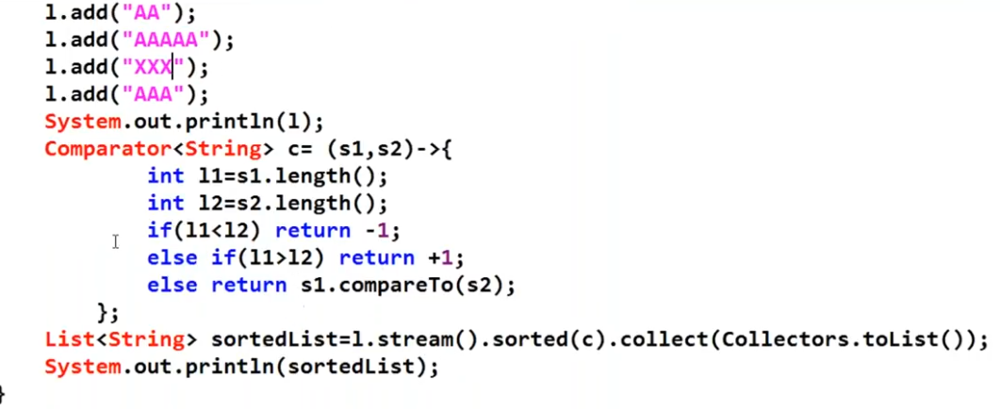 l.add("AA");
l.add("AAAAA");
l.add("XXX");
l.add("AAA");
System.out.println(l);
Comparator<String> c= (s1,s2)->{
int l1=s1.length();
int l2=s2.length();
if(l1<l2) return -1;
else if(l1>l2) return +1;
else return s1.compareTo(s2);
};
List<String> sortedList=l.stream().sorted(c).collect(Collectors.toList());
System.out.println(sortedList);
}